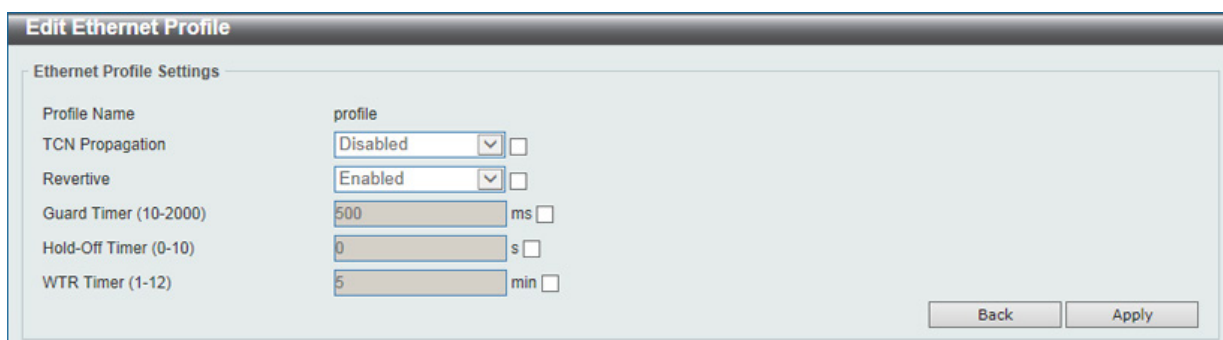 Edit Ethernet Profile
Ethernet Profile Settings
Profile Name profile
TCN Propagation Disabled
Revertive Enabled
Guard Timer (10-2000) 500 ms
Hold-Off Timer (0-10) 0 s
WTR Timer (1-12) 5 min
Back Apply